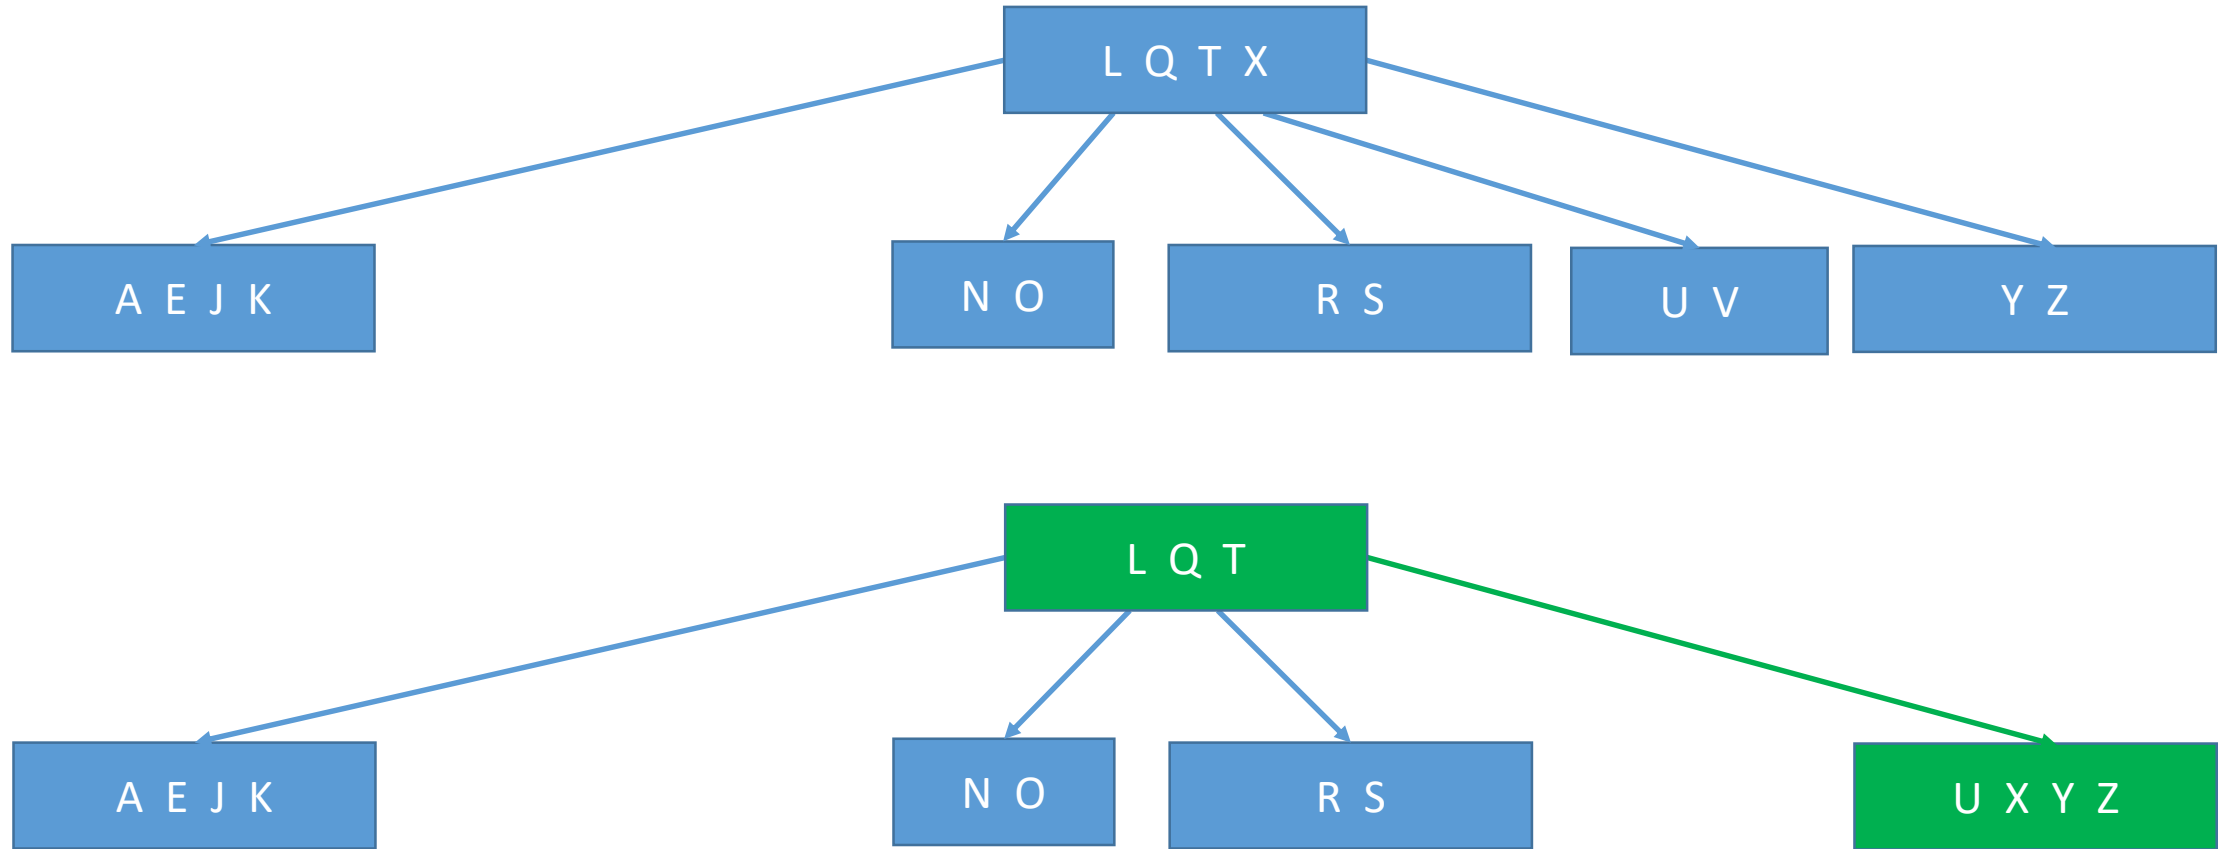 L Q T X
A E J K
N O
R S
U V
Y Z
L Q T
A E J K
N O
R S
U X Y Z